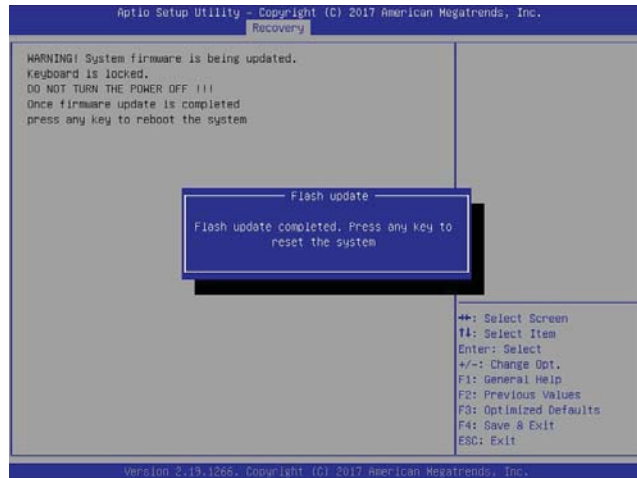 Aptio Setup Utility – Copyright (C) 2017 American Megatrends, Inc.
Recovery
WARNING! System firmware is being updated.
Keyboard is locked.
DO NOT TURN THE POWER OFF !!!
Once firmware update is completed
press any key to reboot the system
Flash update
Flash update completed. Press any key to
reset the system
↔: Select Screen
↑↓: Select Item
Enter: Select
+/-: Change Opt.
F1: General Help
F2: Previous Values
F3: Optimized Defaults
F4: Save & Exit
ESC: Exit
Version 2.19.1266. Copyright (C) 2017 American Megatrends, Inc.